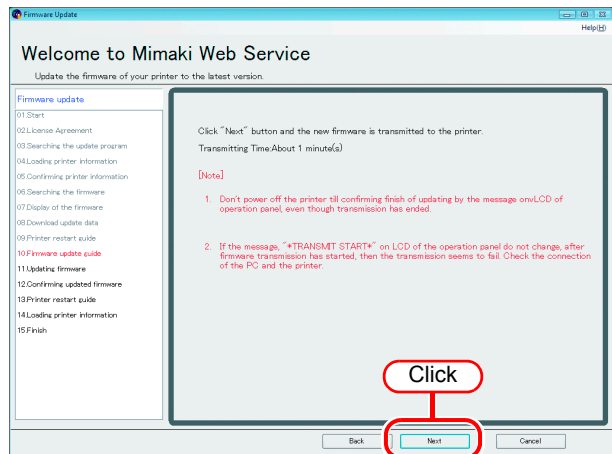 Firmware Update
Help(H)
Welcome to Mimaki Web Service
Update the firmware of your printer to the latest version.
Firmware update
01.Start
02.License Agreement
03.Searching the update program
04.Loading printer information
05.Confirming printer information
06.Searching the firmware
07.Display of the firmware
08.Download update data
09.Printer restart guide
10.Firmware update guide
11.Updating firmware
12.Confirming updated firmware
13.Printer restart guide
14.Loading printer information
15.Finish
Click "Next" button and the new firmware is transmitted to the printer.
Transmitting Time:About 1 minute(s)
[Note]
1. Don't power off the printer till confirming finish of updating by the message onvLCD of
operation panel, even though transmission has ended.
2. If the message, "*TRANSMIT START*" on LCD of the operation panel do not change, after
firmware transmission has started, then the transmission seems to fail. Check the connection
of the PC and the printer.
Click
Back
Next
Cancel